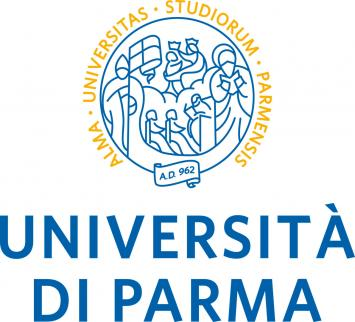 ALMA · UNIVERSITAS · STUDIORUM · PARMENSIS
A.D. 962
UNIVERSITÀ
DI PARMA